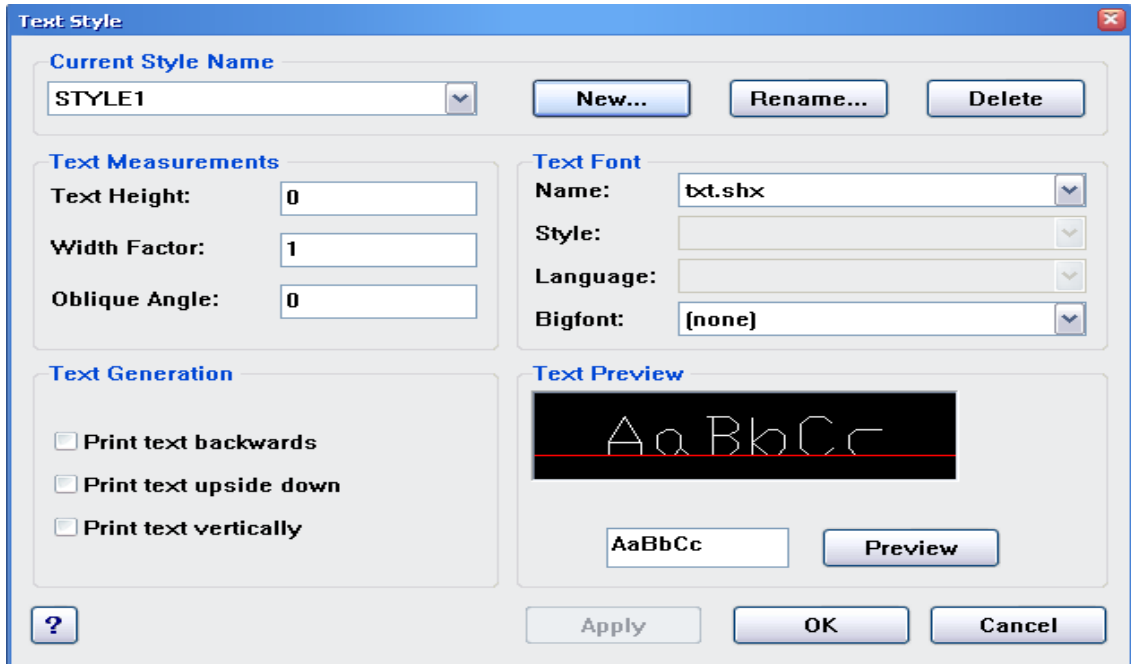 Text Style
Current Style Name
STYLE1
New...
Rename...
Delete
Text Measurements
Text Height: 0
Width Factor: 1
Oblique Angle: 0
Text Font
Name: txt.shx
Style:
Language:
Bigfont: (none)
Text Generation
Print text backwards
Print text upside down
Print text vertically
Text Preview
AaBbCc
AaBbCc
Preview
?
Apply
OK
Cancel